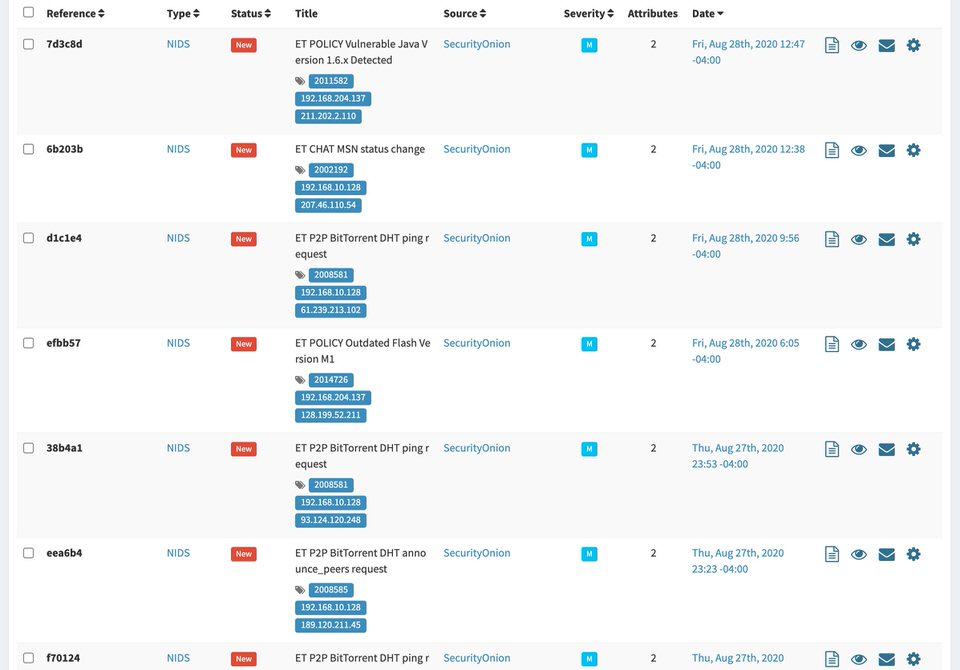 Reference Type Status Title Source Severity Attributes Date
7d3c8d NIDS New ET POLICY Vulnerable Java V SecurityOnion M 2 Fri, Aug 28th, 2020 12:47
ersion 1.6.x Detected -04:00
2011582
192.168.204.137
211.202.2.110
6b203b NIDS New ET CHAT MSN status change SecurityOnion M 2 Fri, Aug 28th, 2020 12:38
-04:00
2002192
192.168.10.128
207.46.110.54
d1c1e4 NIDS New ET P2P BitTorrent DHT ping r SecurityOnion M 2 Fri, Aug 28th, 2020 9:56
equest -04:00
2008581
192.168.10.128
61.239.213.102
efbb57 NIDS New ET POLICY Outdated Flash Ve SecurityOnion M 2 Fri, Aug 28th, 2020 6:05
rsion M1 -04:00
2014726
192.168.204.137
128.199.52.211
38b4a1 NIDS New ET P2P BitTorrent DHT ping r SecurityOnion M 2 Thu, Aug 27th, 2020
equest 23:53 -04:00
2008581
192.168.10.128
93.124.120.248
eea6b4 NIDS New ET P2P BitTorrent DHT anno SecurityOnion M 2 Thu, Aug 27th, 2020
unce_peers request 23:23 -04:00
2008585
192.168.10.128
189.120.211.45
f70124 NIDS New ET P2P BitTorrent DHT ping r SecurityOnion M 2 Thu, Aug 27th, 2020